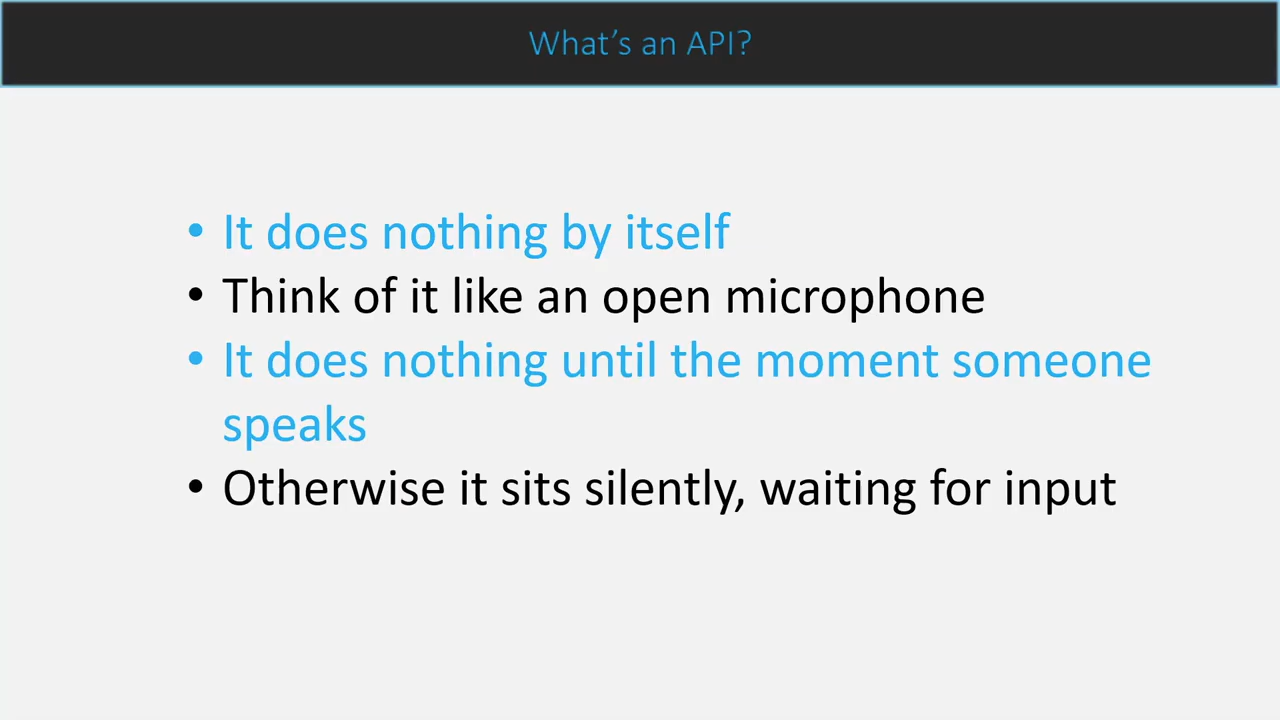 What’s an API?
• It does nothing by itself
• Think of it like an open microphone
• It does nothing until the moment someone
speaks
• Otherwise it sits silently, waiting for input